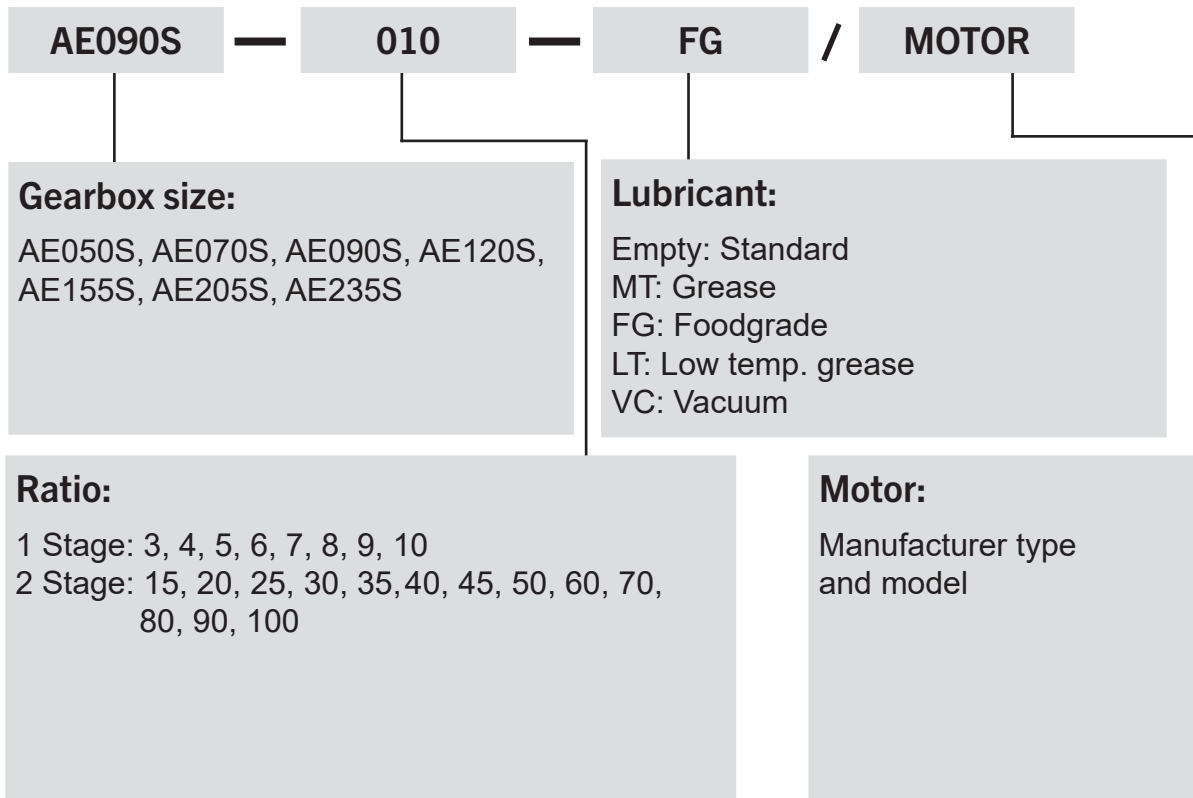 AE090S — 010 — FG / MOTOR
Gearbox size:
AE050S, AE070S, AE090S, AE120S,
AE155S, AE205S, AE235S
Lubricant:
Empty: Standard
MT: Grease
FG: Foodgrade
LT: Low temp. grease
VC: Vacuum
Ratio:
1 Stage: 3, 4, 5, 6, 7, 8, 9, 10
2 Stage: 15, 20, 25, 30, 35,40, 45, 50, 60, 70,
80, 90, 100
Motor:
Manufacturer type
and model